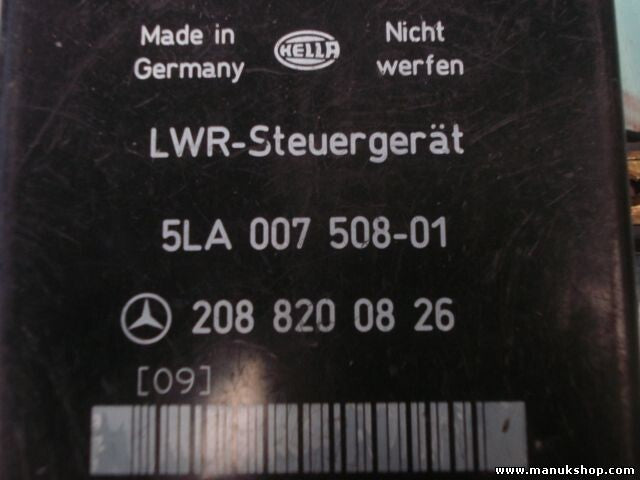 Made in Germany
HELLA
Nicht werfen
LWR-Steuergerät
5LA 007 508-01
208 820 08 26
[09]
www.manukshop.com